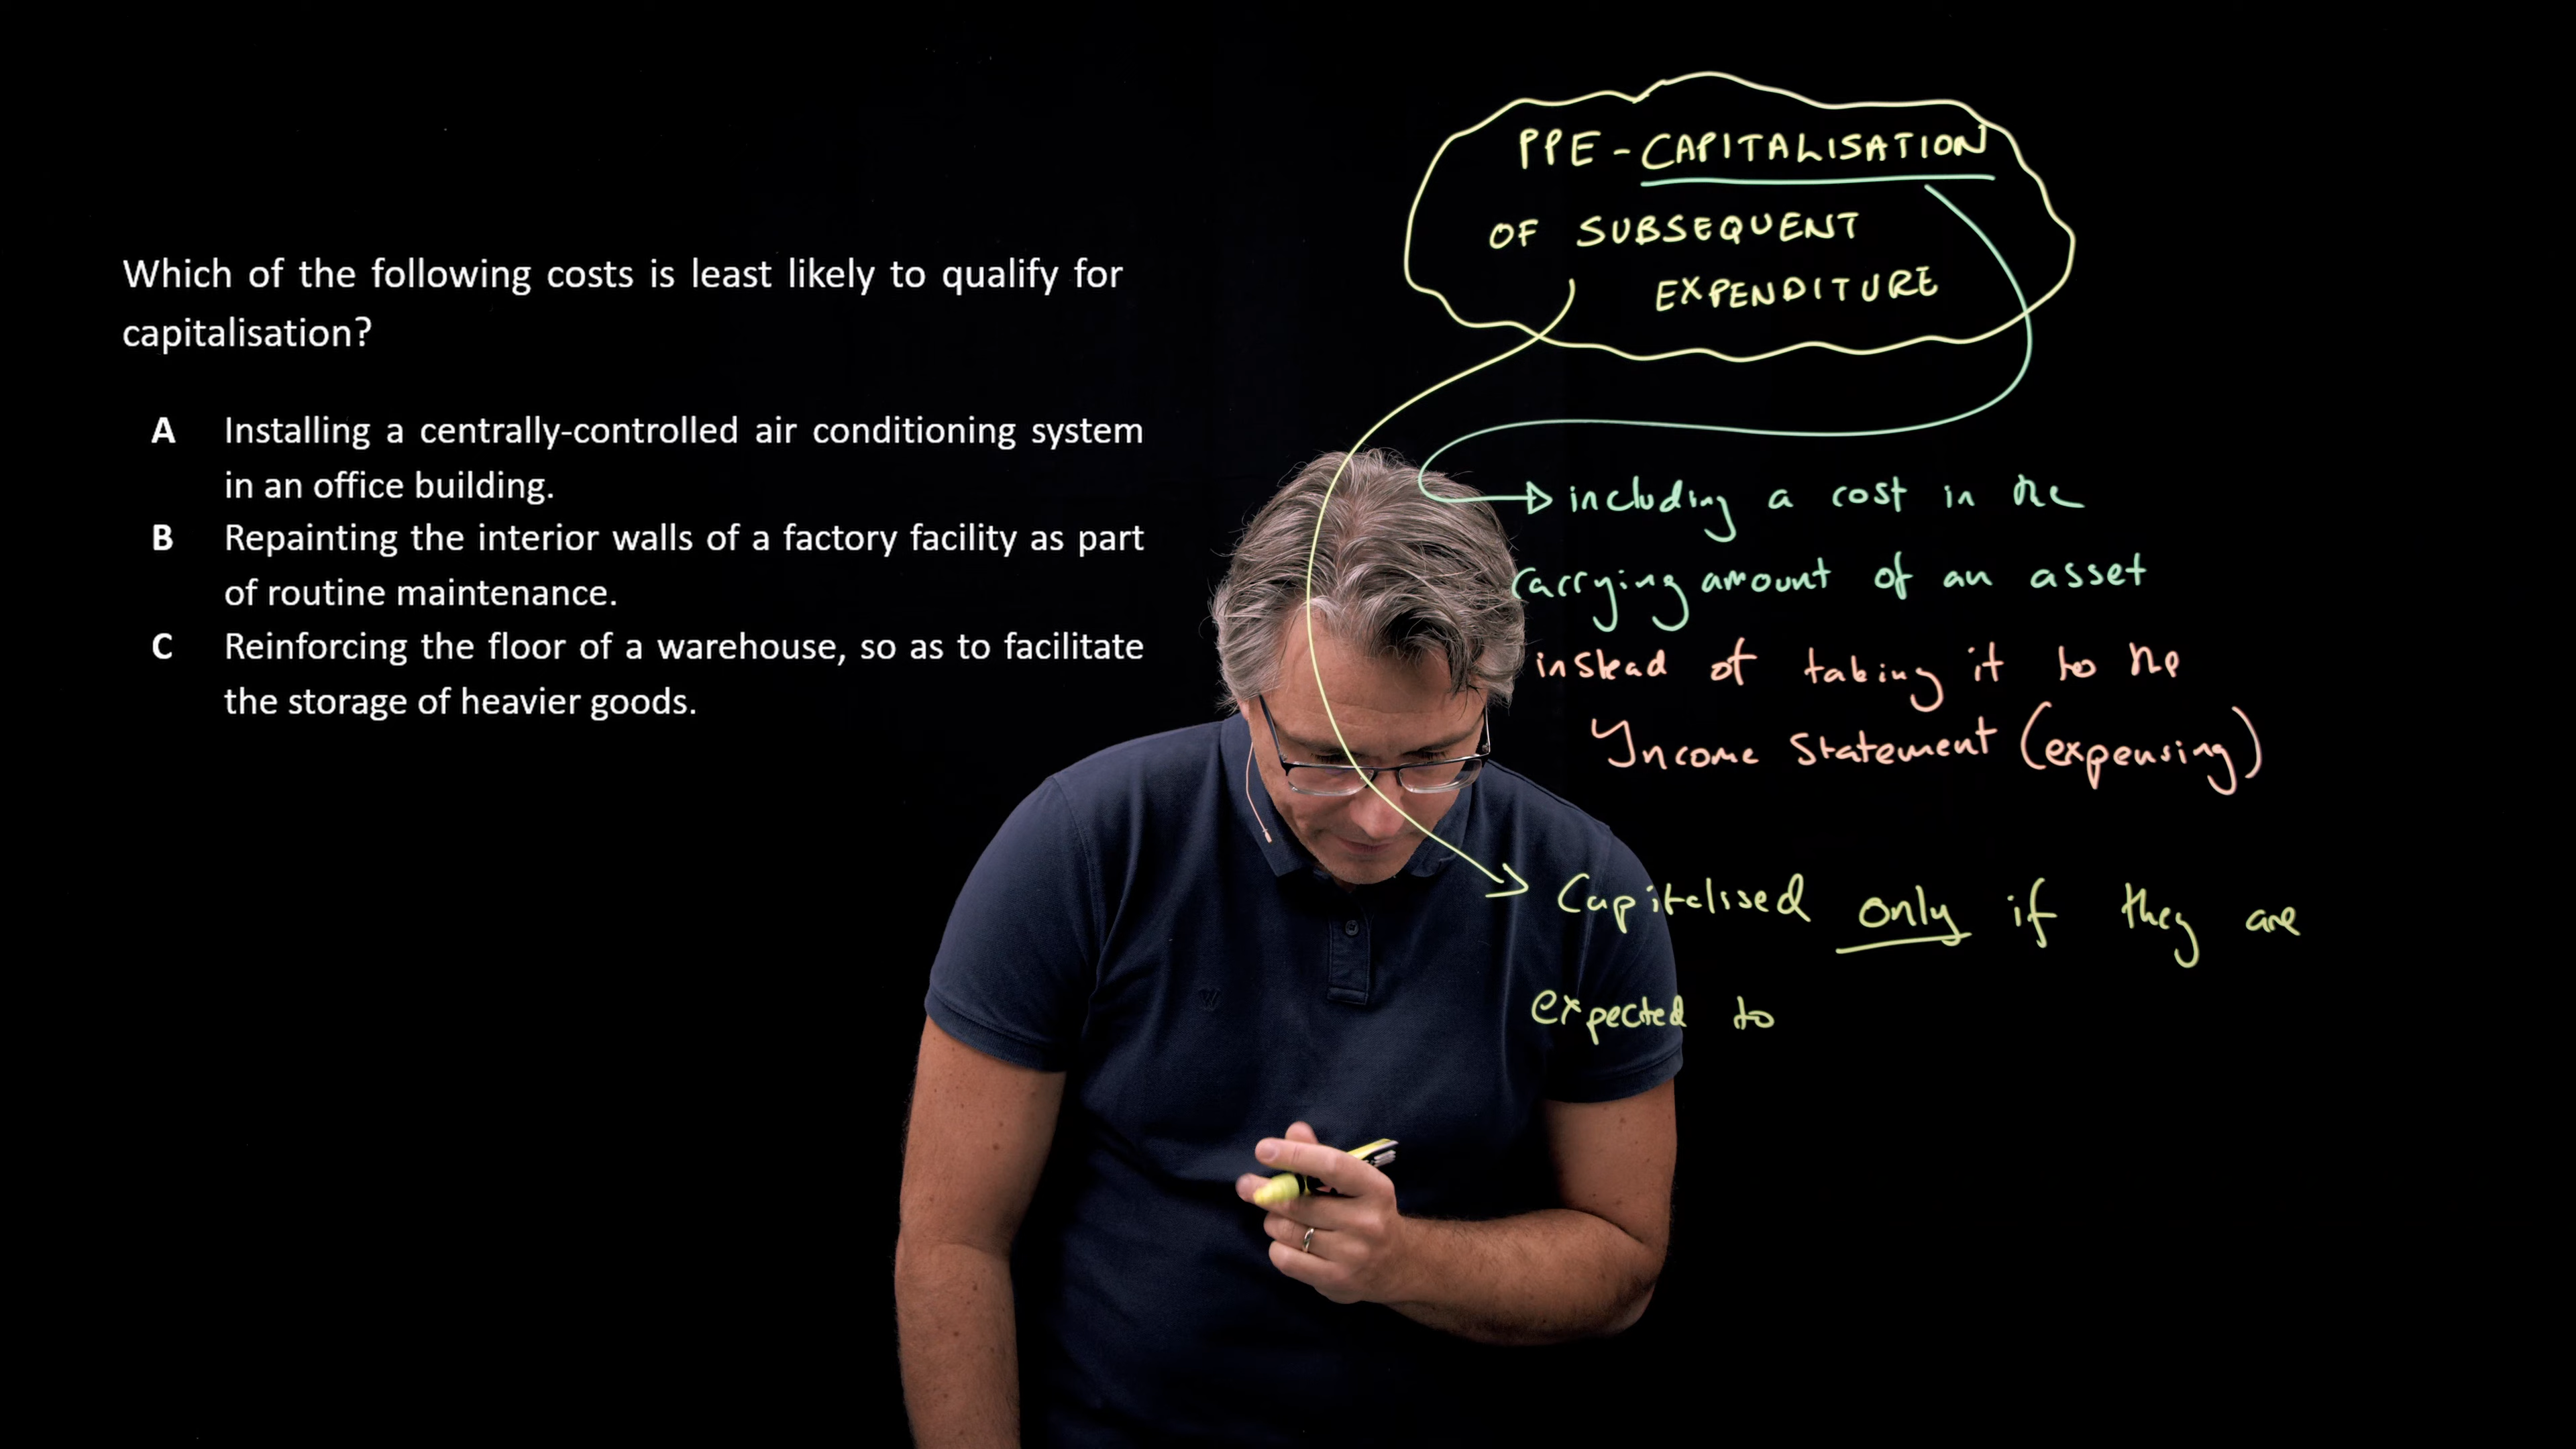 Which of the following costs is least likely to qualify for
capitalisation?
A Installing a centrally-controlled air conditioning system
in an office building.
B Repainting the interior walls of a factory facility as part
of routine maintenance.
C Reinforcing the floor of a warehouse, so as to facilitate
the storage of heavier goods.
PPE - CAPITALISATION
OF SUBSEQUENT
EXPENDITURE
including a cost in the
carrying amount of an asset
instead of taking it to the
Income Statement (expensing)
Capitalised only if they are
expected to